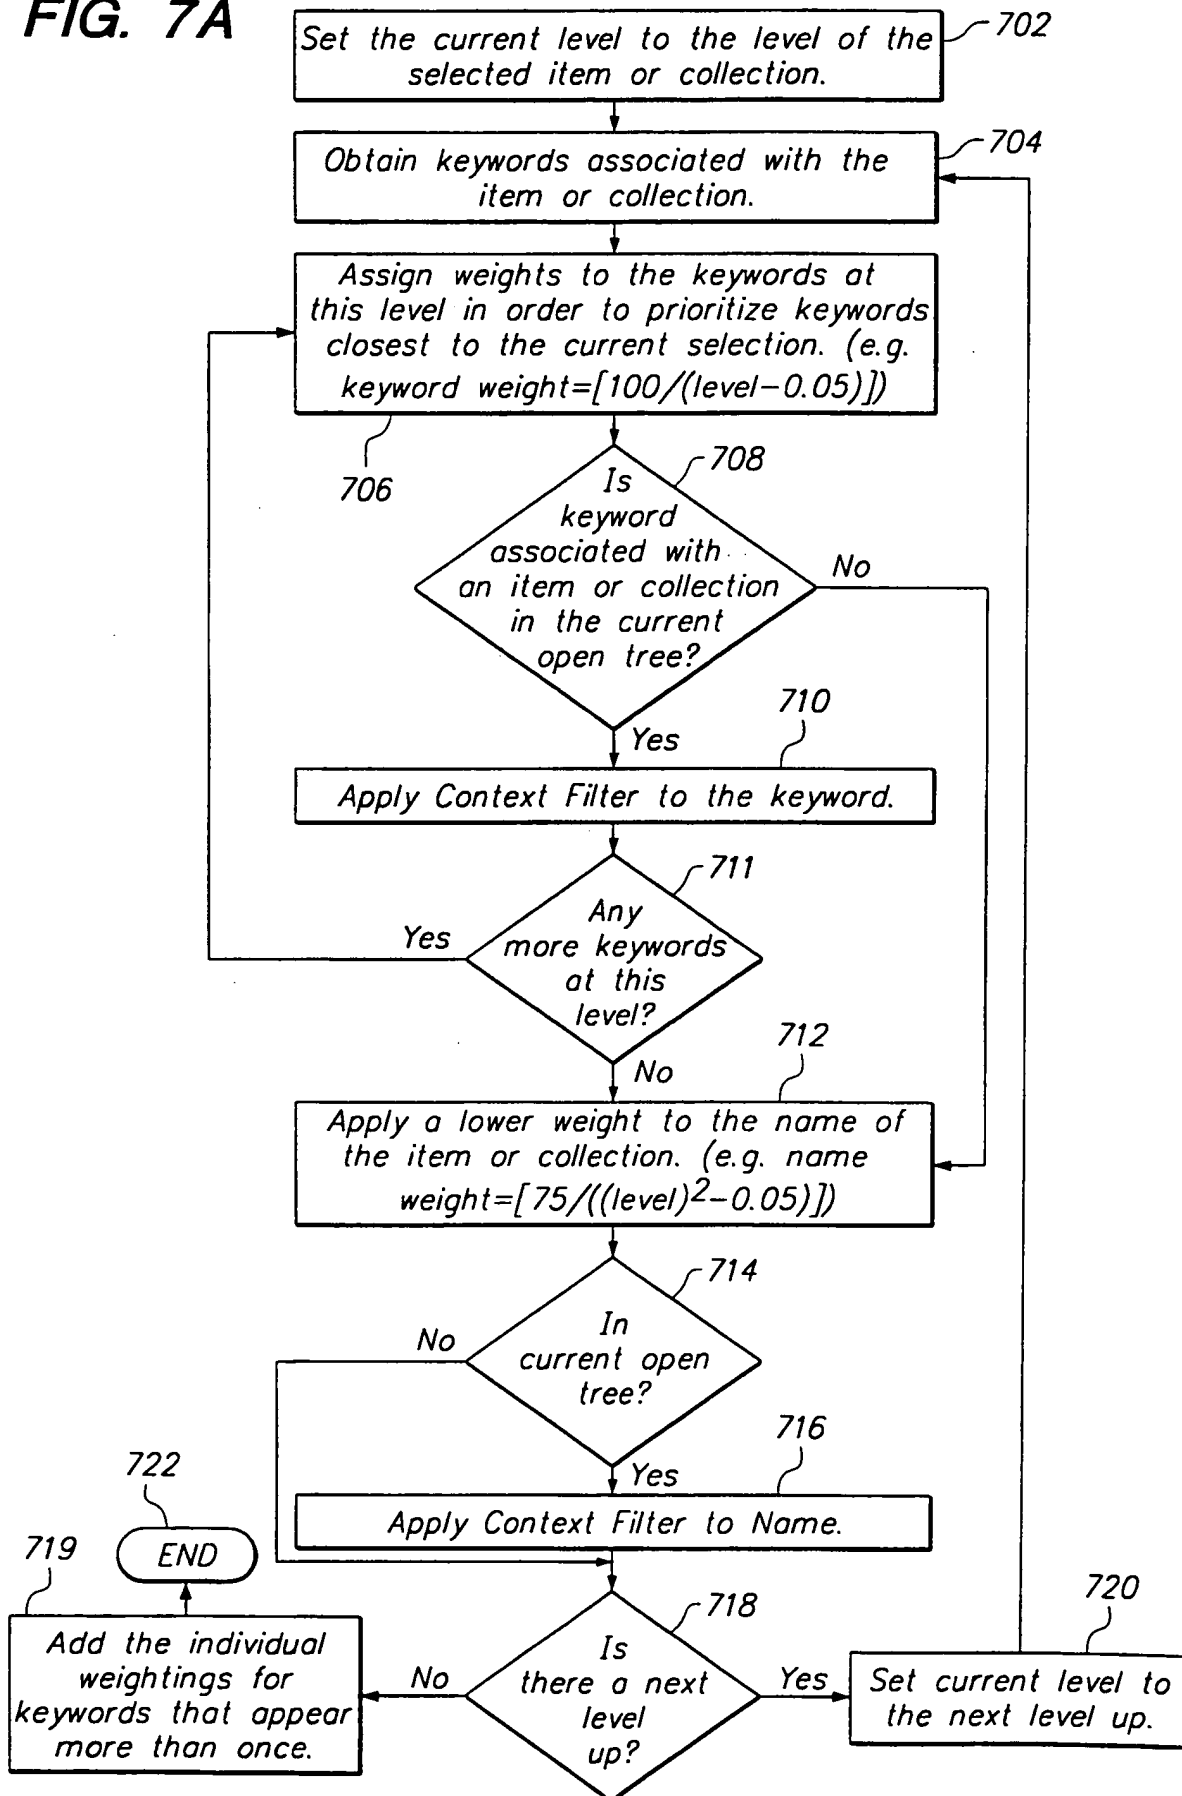 FIG. 7A
Set the current level to the level of the
selected item or collection.
702
Obtain keywords associated with the
item or collection.
704
Assign weights to the keywords at
this level in order to prioritize keywords
closest to the current selection. (e.g.
keyword weight=[100/(level-0.05)])
706
708
Is
keyword
associated with
an item or collection
in the current
open tree?
No
Yes
710
Apply Context Filter to the keyword.
711
Any
more keywords
at this
level?
Yes
No
712
Apply a lower weight to the name of
the item or collection. (e.g. name
weight=[75/((level)²-0.05)])
714
In
current open
tree?
No
Yes
716
Apply Context Filter to Name.
718
Is
there a next
level
up?
No
Yes
719
Add the individual
weightings for
keywords that appear
more than once.
722
END
720
Set current level to
the next level up.